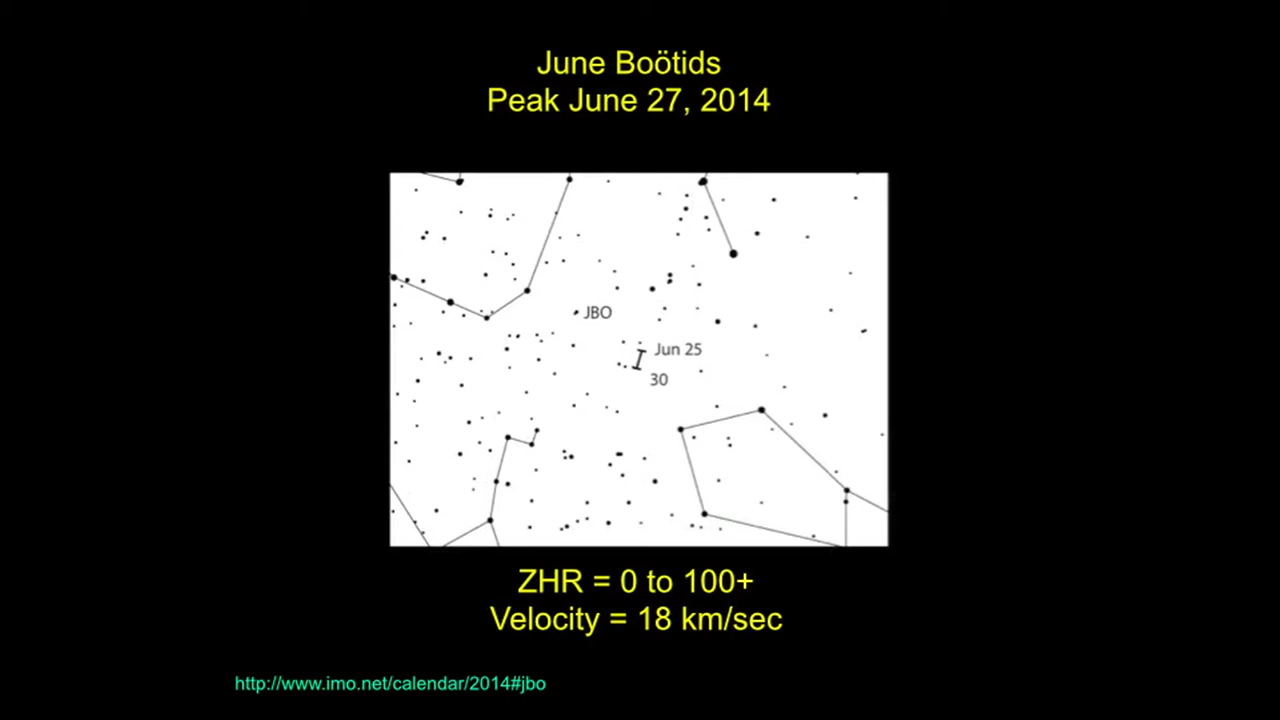 June Boötids
Peak June 27, 2014
JBO
Jun 25
30
ZHR = 0 to 100+
Velocity = 18 km/sec
http://www.imo.net/calendar/2014#jbo